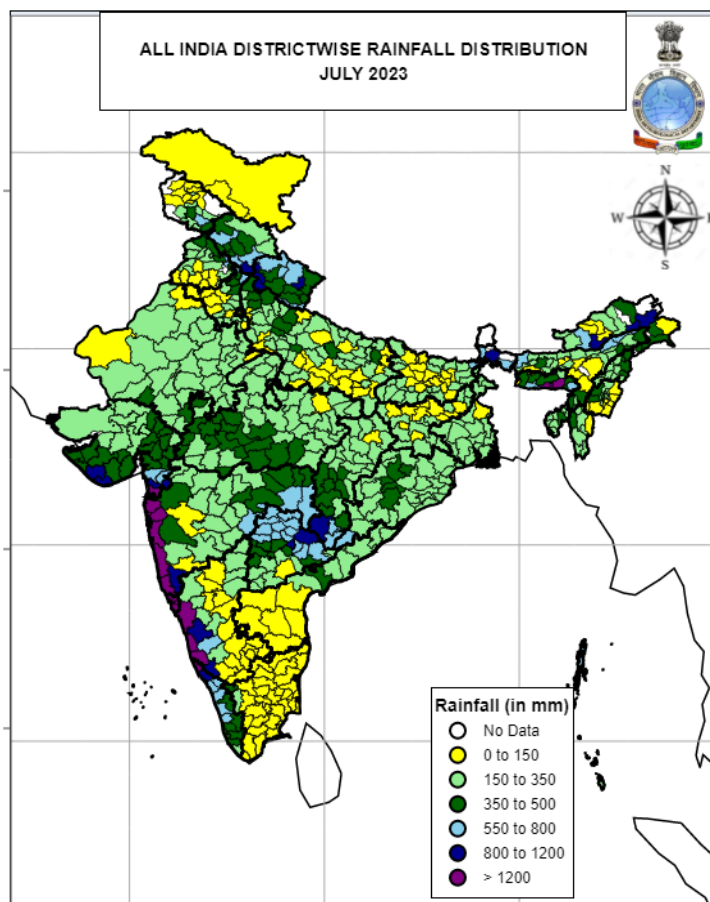 ALL INDIA DISTRICTWISE RAINFALL DISTRIBUTION
JULY 2023
N
W
E
S
Rainfall (in mm)
No Data
0 to 150
150 to 350
350 to 500
550 to 800
800 to 1200
> 1200